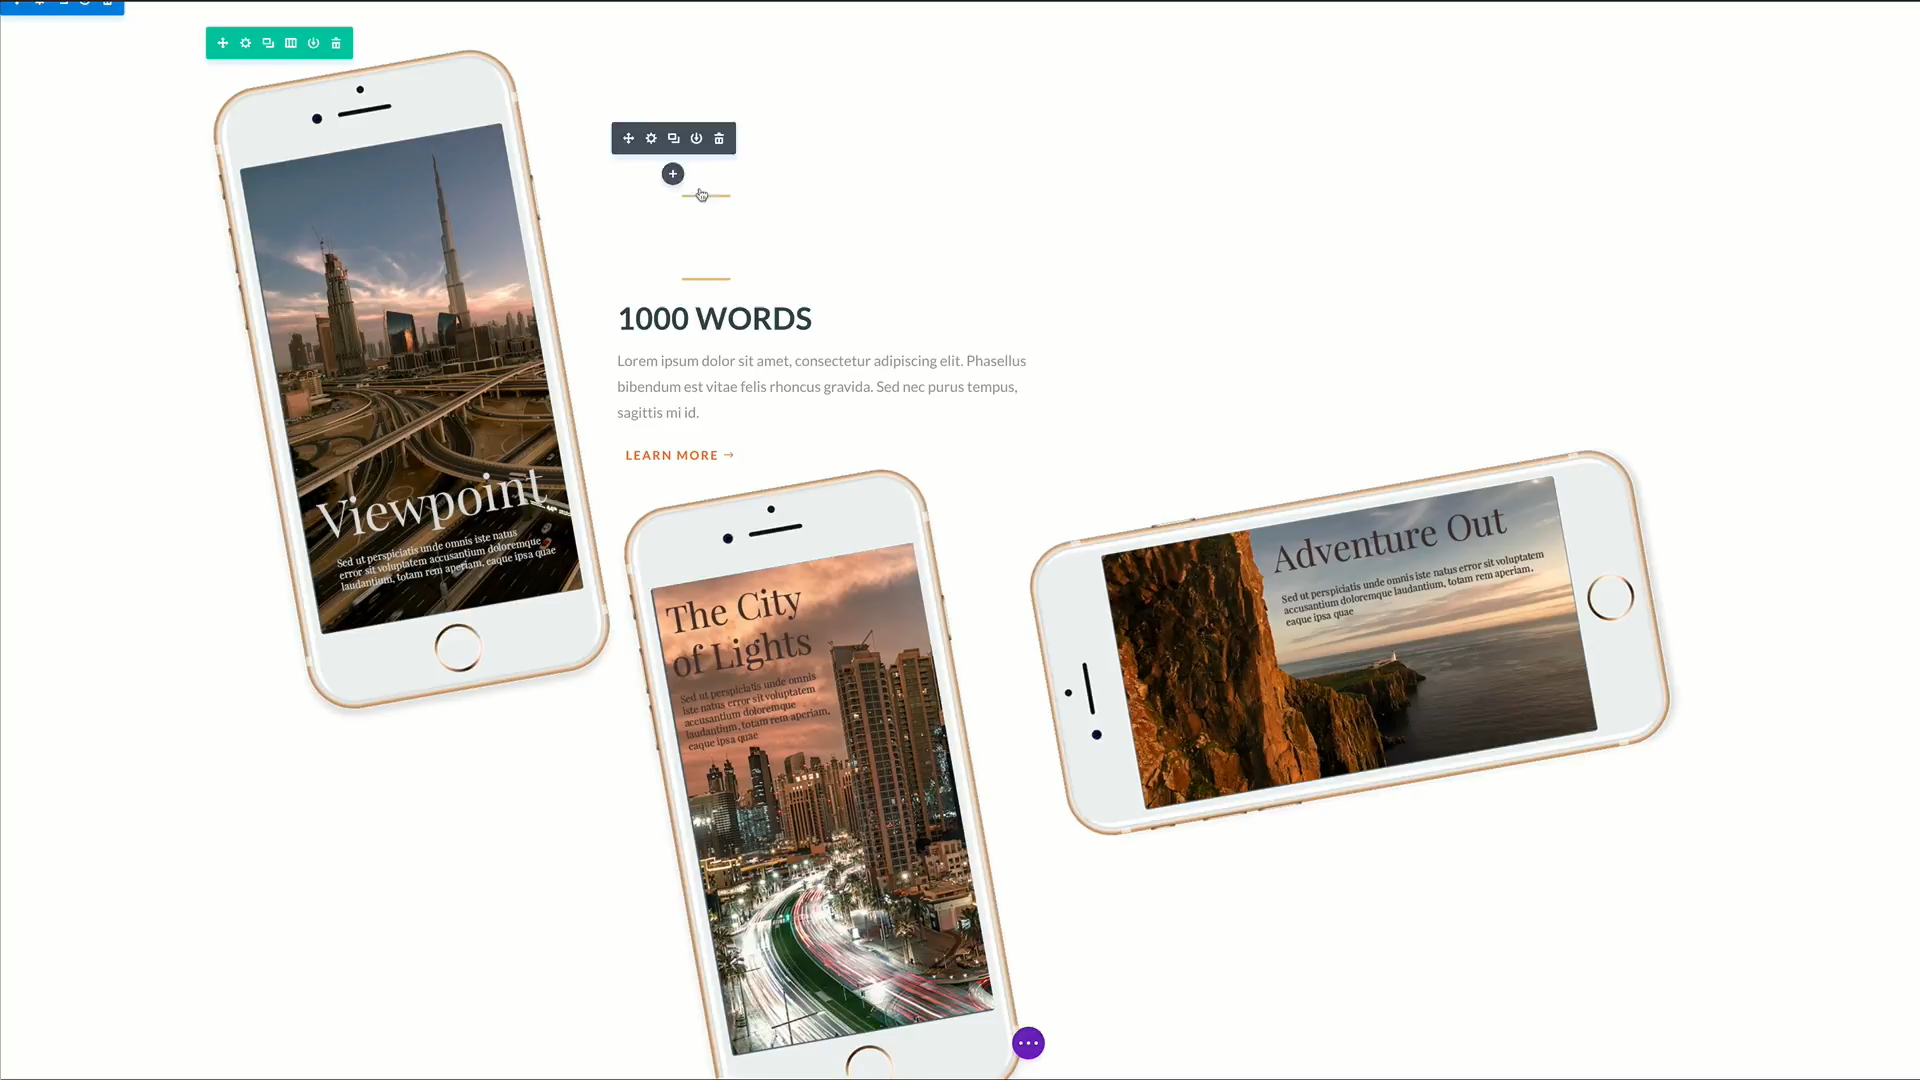 1000 WORDS
Lorem ipsum dolor sit amet, consectetur adipiscing elit. Phasellus
bibendum est vitae felis rhoncus gravida. Sed nec purus tempus,
sagittis mi id.
LEARN MORE →
Viewpoint
Sed ut perspiciatis unde omnis iste natus
error sit voluptatem accusantium doloremque
laudantium, totam rem aperiam, eaque ipsa quae
The City
of Lights
Sed ut perspiciatis unde omnis
iste natus error sit voluptatem
accusantium doloremque
laudantium, totam rem aperiam,
eaque ipsa quae
Adventure Out
Sed ut perspiciatis unde omnis iste natus error sit voluptatem
accusantium doloremque laudantium, totam rem aperiam,
eaque ipsa quae